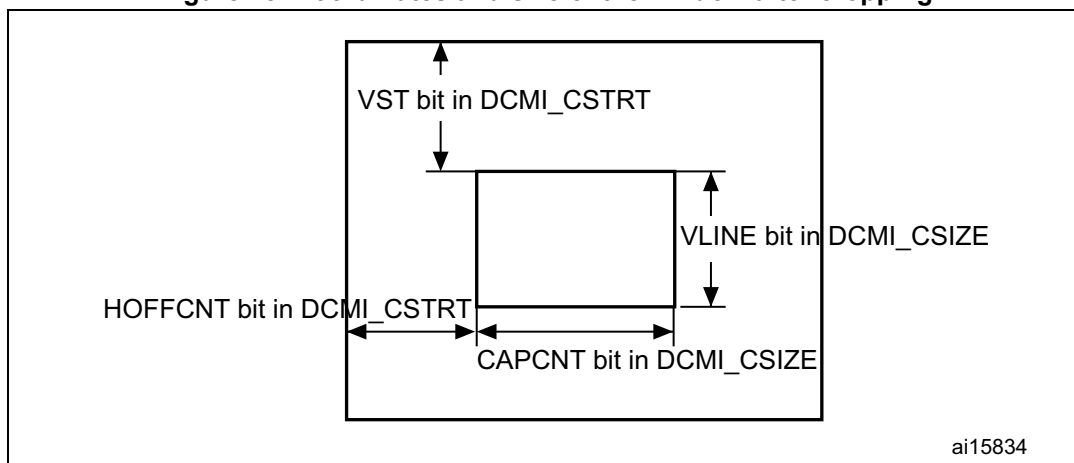 VST bit in DCMI_CSTRT
VLINE bit in DCMI_CSIZE
HOFFCNT bit in DCMI_CSTRT
CAPCNT bit in DCMI_CSIZE
ai15834